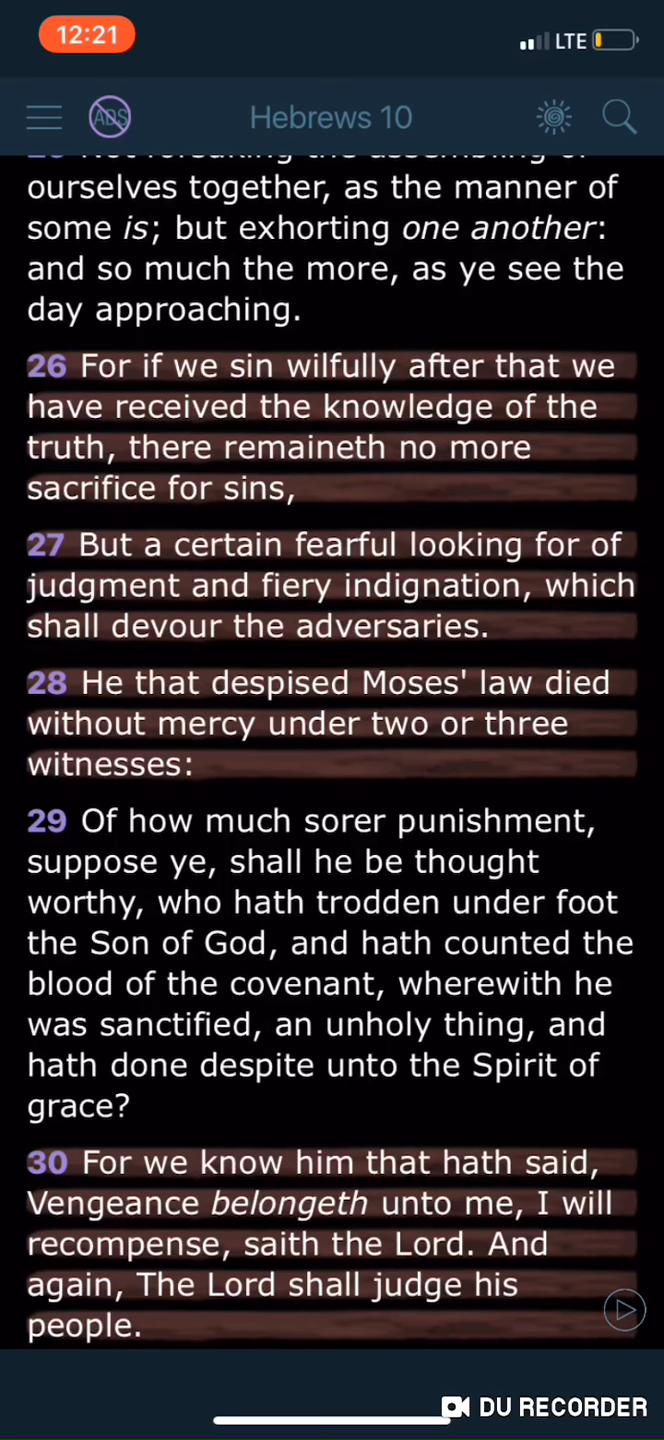 12:21
LTE
ADS
Hebrews 10
25 Not forsaking the assembling of
ourselves together, as the manner of
some is; but exhorting one another:
and so much the more, as ye see the
day approaching.
26 For if we sin wilfully after that we
have received the knowledge of the
truth, there remaineth no more
sacrifice for sins,
27 But a certain fearful looking for of
judgment and fiery indignation, which
shall devour the adversaries.
28 He that despised Moses' law died
without mercy under two or three
witnesses:
29 Of how much sorer punishment,
suppose ye, shall he be thought
worthy, who hath trodden under foot
the Son of God, and hath counted the
blood of the covenant, wherewith he
was sanctified, an unholy thing, and
hath done despite unto the Spirit of
grace?
30 For we know him that hath said,
Vengeance belongeth unto me, I will
recompense, saith the Lord. And
again, The Lord shall judge his
people.
DU RECORDER